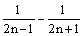 1/(2n-1) - 1/(2n+1)